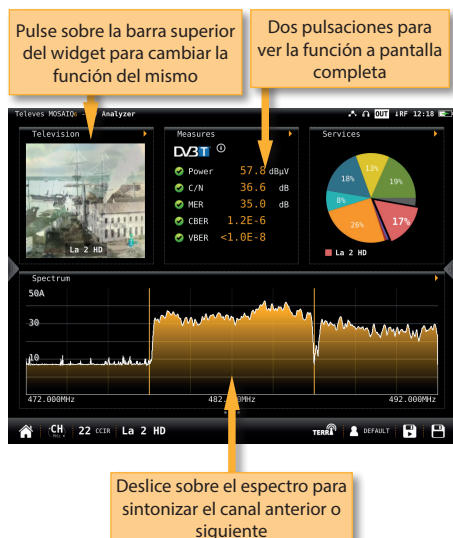 Pulse sobre la barra superior
del widget para cambiar la
función del mismo
Dos pulsaciones para
ver la función a pantalla
completa
Televes MOSAIQ6 - Analyzer
OUT ↓RF 12:18
Television
La 2 HD
Measures
DVB T
Power 57.8 dBµV
C/N 36.6 dB
MER 35.0 dB
CBER 1.2E-6
VBER <1.0E-8
Services
13%
19%
18%
8%
26%
17%
La 2 HD
Spectrum
50A
30
10
472.000MHz 482. MHz 492.000MHz
CH 22 CCIR La 2 HD
TERR DEFAULT
Deslice sobre el espectro para
sintonizar el canal anterior o
siguiente